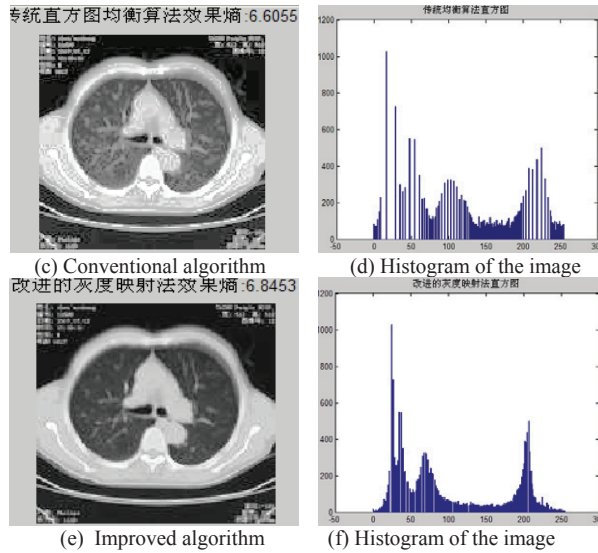 传统直方图均衡算法效果熵:6.6055
传统均衡算法直方图
1200
1000
800
600
400
200
0
-50 0 50 100 150 200 250 300
(c) Conventional algorithm
(d) Histogram of the image
改进的灰度映射法效果熵:6.8453
改进的灰度映射法直方图
1200
1000
800
600
400
200
0
-50 0 50 100 150 200 250
(e) Improved algorithm
(f) Histogram of the image